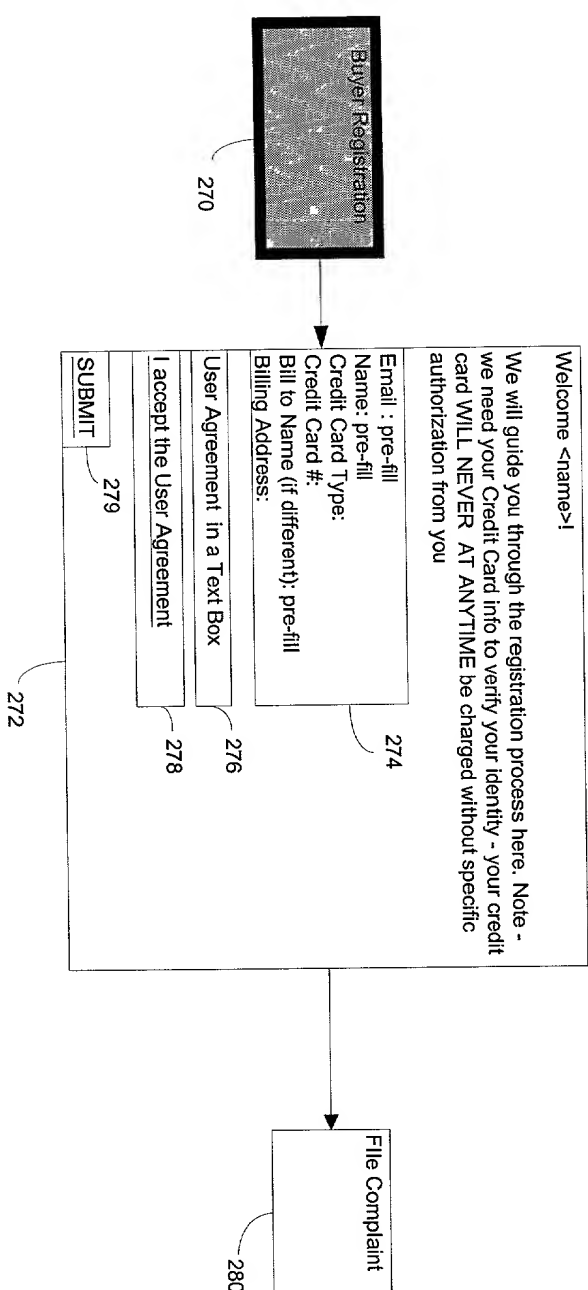 Buyer Registration
270
Welcome <name>!
We will guide you through the registration process here. Note -
we need your Credit Card info to verify your identity - your credit
card WILL NEVER AT ANYTIME be charged without specific
authorization from you
Email : pre-fill
Name: pre-fill
Credit Card Type:
Credit Card #:
Bill to Name (if different): pre-fill
Billing Address:
274
User Agreement in a Text Box
276
I accept the User Agreement
278
SUBMIT
279
272
FIle Complaint
280